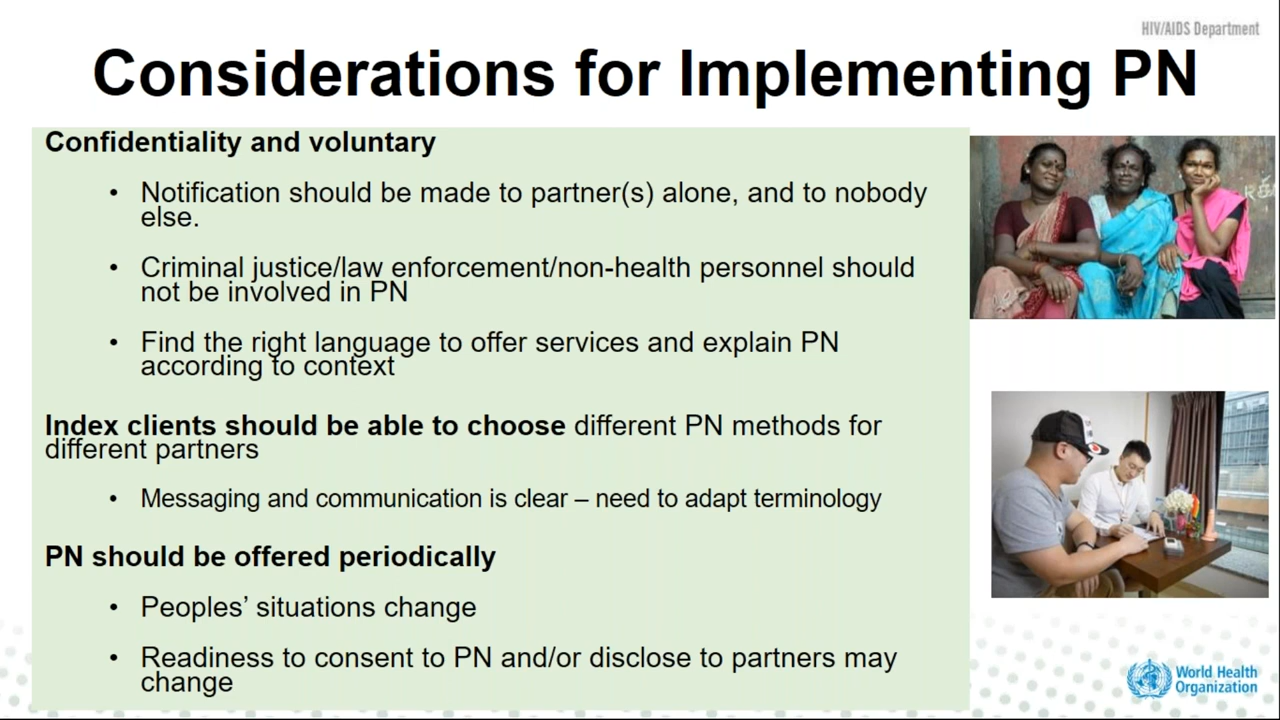 HIV/AIDS Department
Considerations for Implementing PN
Confidentiality and voluntary
• Notification should be made to partner(s) alone, and to nobody
else.
• Criminal justice/law enforcement/non-health personnel should
not be involved in PN
• Find the right language to offer services and explain PN
according to context
Index clients should be able to choose different PN methods for
different partners
• Messaging and communication is clear – need to adapt terminology
PN should be offered periodically
• Peoples’ situations change
• Readiness to consent to PN and/or disclose to partners may
change
World Health
Organization